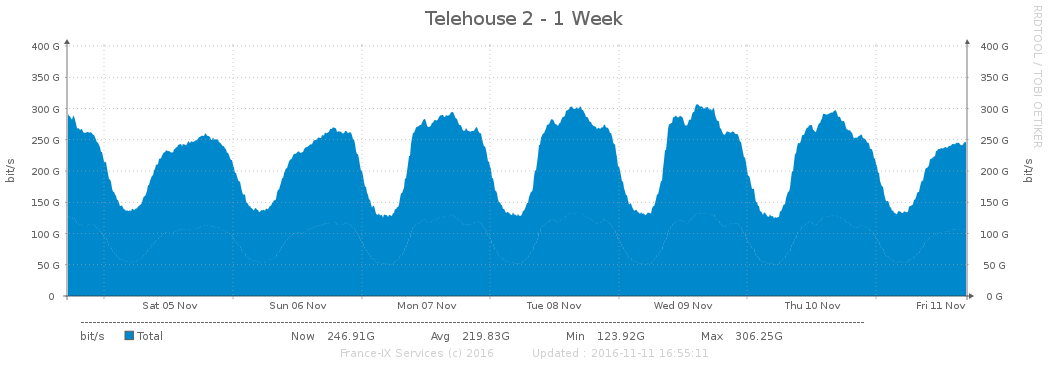 Telehouse 2 - 1 Week
RRDTOOL / TOBI OETIKER
400 G 400 G
350 G 350 G
300 G 300 G
250 G 250 G
200 G 200 G
150 G 150 G
100 G 100 G
50 G 50 G
0 0 G
bit/s
bit/s
Sat 05 Nov Sun 06 Nov Mon 07 Nov Tue 08 Nov Wed 09 Nov Thu 10 Nov Fri 11 Nov
bit/s Total Now 246.91G Avg 219.83G Min 123.92G Max 306.25G
France-IX Services (c) 2016 Updated : 2016-11-11 16:55:11